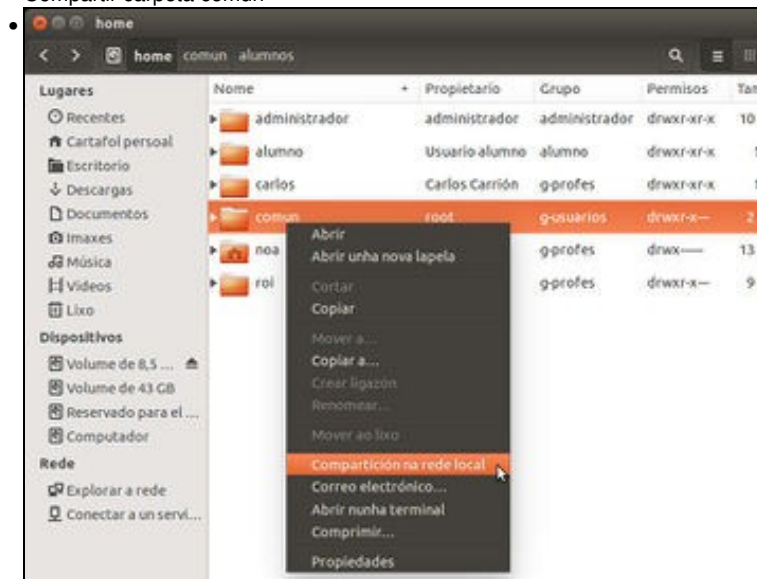 Compartir carpeta comun
home
home comun alumnos
Lugares
Recentes
Cartafol persoal
Escritorio
Descargas
Documentos
Imaxes
Música
Vídeos
Lixo
Dispositivos
Volume de 8,5 ...
Volume de 43 GB
Reservado para el ...
Computador
Rede
Explorar a rede
Conectar a un servi...
Nome Propietario Grupo Permisos
administrador administrador administrador drwxr-xr-x 10
alumno Usuario alumno alumno drwxr-xr-x
carlos Carlos Carrión g-profes drwxr-xr-x
comun root g-usuarios drwxr-x--- 2
noa g-profes drwx------ 13
roi g-profes drwxr-x--- 9
Abrir
Abrir unha nova lapela
Cortar
Copiar
Mover a...
Copiar a...
Crear ligazón
Renomear...
Mover ao lixo
Compartición na rede local
Correo electrónico...
Abrir nunha terminal
Comprimir...
Propiedades